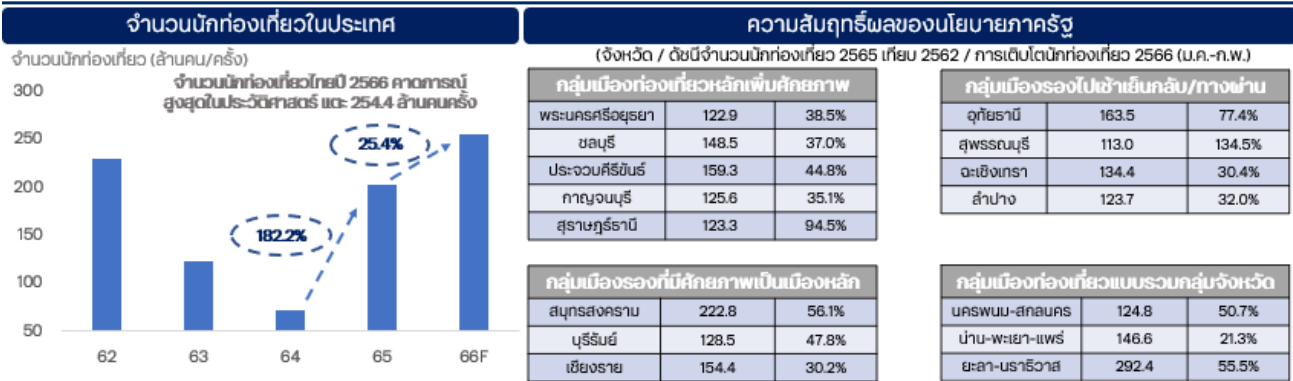 จำนวนนักท่องเที่ยวในประเทศ
จำนวนนักท่องเที่ยว (ล้านคน/ครั้ง)
จำนวนนักท่องเที่ยวไทยปี 2566 คาดการณ์
สูงสุดในประวัติศาสตร์ แตะ 254.4 ล้านคนครั้ง
300
250
200
150
100
50
182.2%
25.4%
62 63 64 65 66F
ความสัมฤทธิ์ผลของนโยบายภาครัฐ
(จังหวัด / ดัชนีจำนวนนักท่องเที่ยว 2565 เทียบ 2562 / การเติบโตนักท่องเที่ยว 2566 (ม.ค.-ก.พ.)
กลุ่มเมืองท่องเที่ยวหลักเพิ่มศักยภาพ
พระนครศรีอยุธยา 122.9 38.5%
ชลบุรี 148.5 37.0%
ประจวบคีรีขันธ์ 159.3 44.8%
กาญจนบุรี 125.6 35.1%
สุราษฎร์ธานี 123.3 94.5%
กลุ่มเมืองรองไปเช้าเย็นกลับ/ทางผ่าน
อุทัยธานี 163.5 77.4%
สุพรรณบุรี 113.0 134.5%
ฉะเชิงเทรา 134.4 30.4%
ลำปาง 123.7 32.0%
กลุ่มเมืองรองที่มีศักยภาพเป็นเมืองหลัก
สมุทรสงคราม 222.8 56.1%
บุรีรัมย์ 128.5 47.8%
เชียงราย 154.4 30.2%
กลุ่มเมืองท่องเที่ยวแบบรวมกลุ่มจังหวัด
นครพนม-สกลนคร 124.8 50.7%
น่าน-พะเยา-แพร่ 146.6 21.3%
ยะลา-นราธิวาส 292.4 55.5%